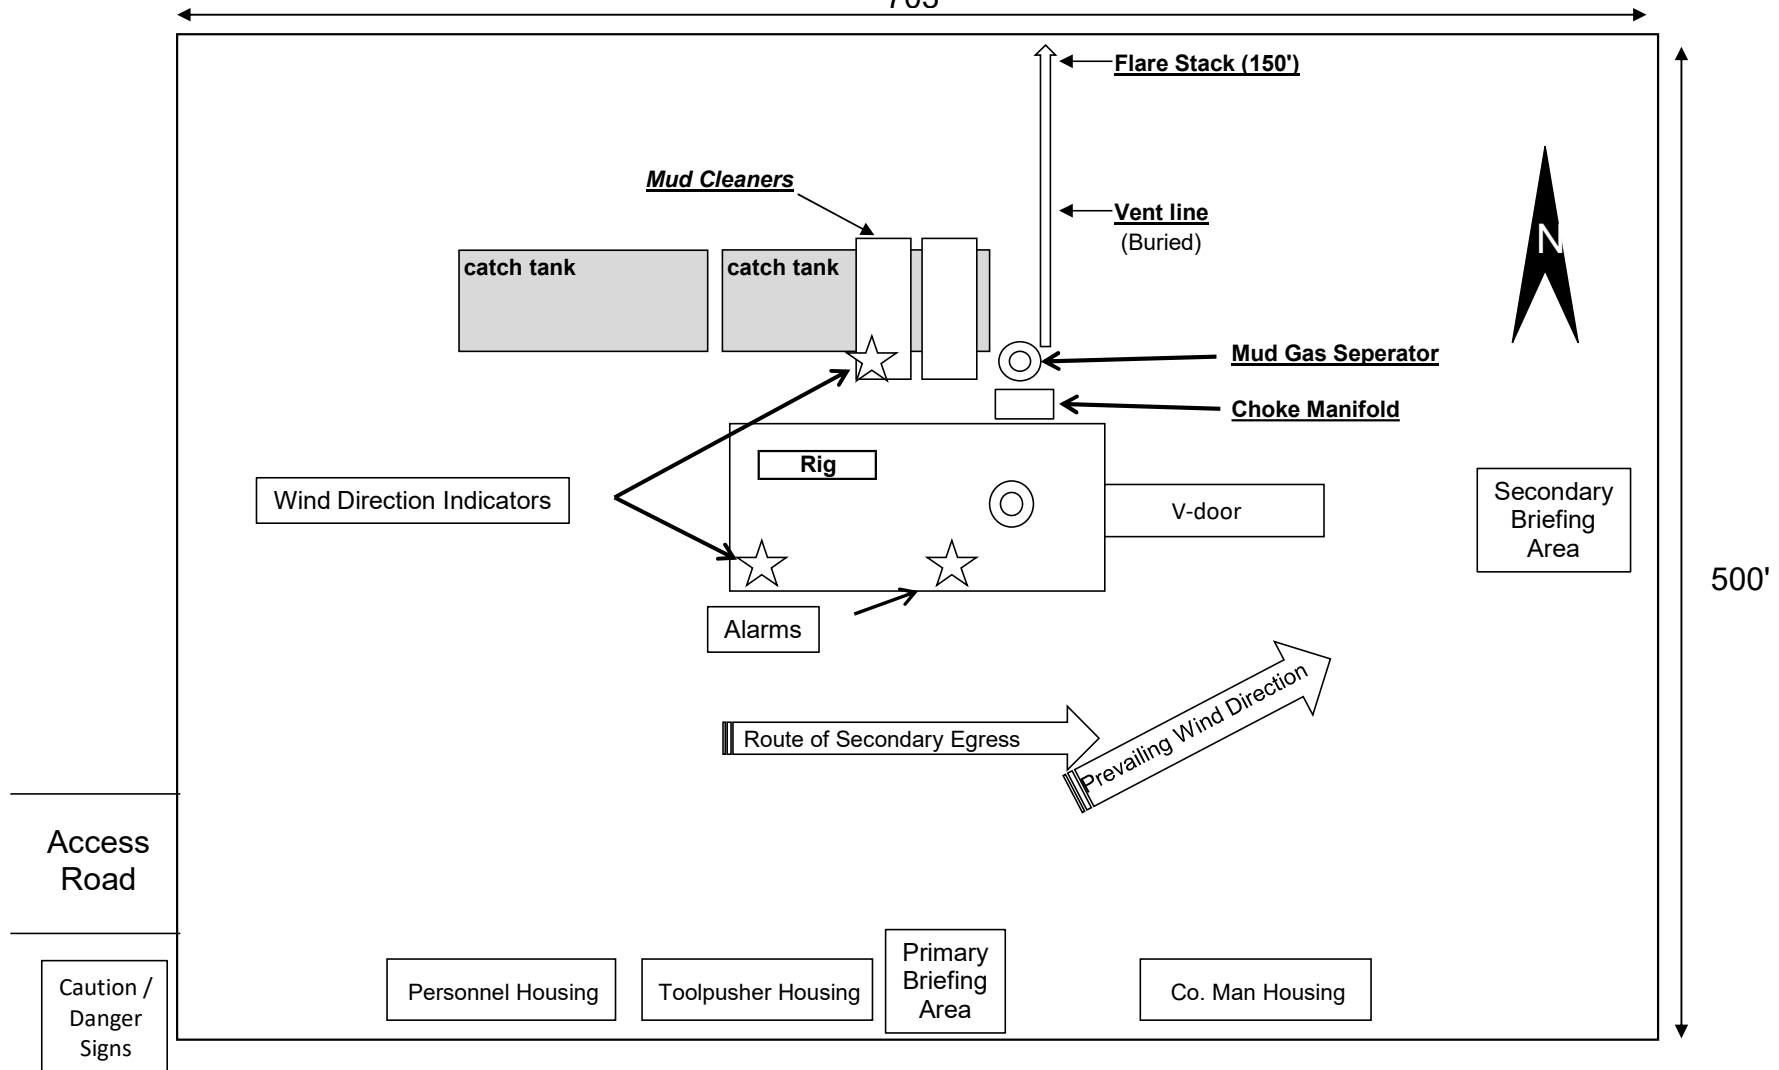 Flare Stack (150')
Mud Cleaners
Vent line
(Buried)
N
catch tank
catch tank
Mud Gas Seperator
Choke Manifold
Rig
Wind Direction Indicators
V-door
Secondary
Briefing
Area
500'
Alarms
Prevailing Wind Direction
Route of Secondary Egress
Access
Road
Primary
Briefing
Area
Personnel Housing
Toolpusher Housing
Co. Man Housing
Caution /
Danger
Signs